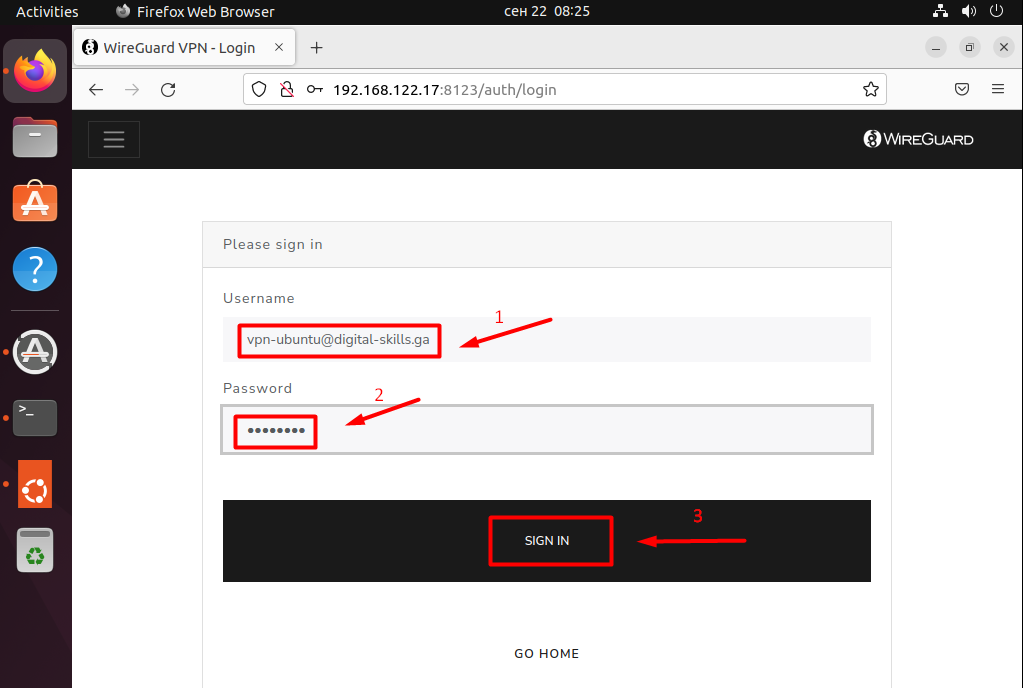 Activities Firefox Web Browser сен 22 08:25
WireGuard VPN - Login
192.168.122.17:8123/auth/login
WIREGUARD
Please sign in
Username
1
vpn-ubuntu@digital-skills.ga
Password
2
••••••••
3
SIGN IN
GO HOME